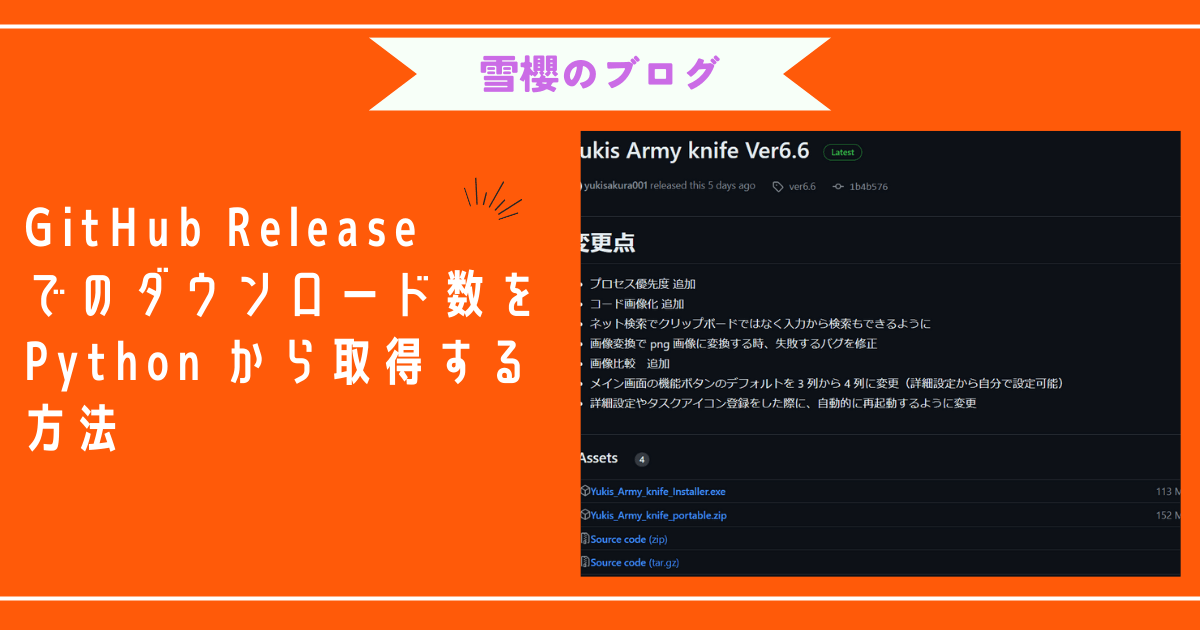 雪櫻のブログ
GitHub Release
でのダウンロード数を
Pythonから取得する
方法
ukis Army knife Ver6.6 Latest
yukisakura001 released this 5 days ago ver6.6 1b4b576
変更点
プロセス優先度 追加
コード画像化 追加
ネット検索でクリップボードではなく入力から検索もできるように
画像変換で png 画像に変換する時、失敗するバグを修正
画像比較 追加
メイン画面の機能ボタンのデフォルトを 3 列から 4 列に変更（詳細設定から自分で設定可能）
詳細設定やタスクアイコン登録をした際に、自動的に再起動するように変更
Assets 4
Yukis_Army_knife_Installer.exe 113 M
Yukis_Army_knife_portable.zip 152 M
Source code (zip)
Source code (tar.gz)